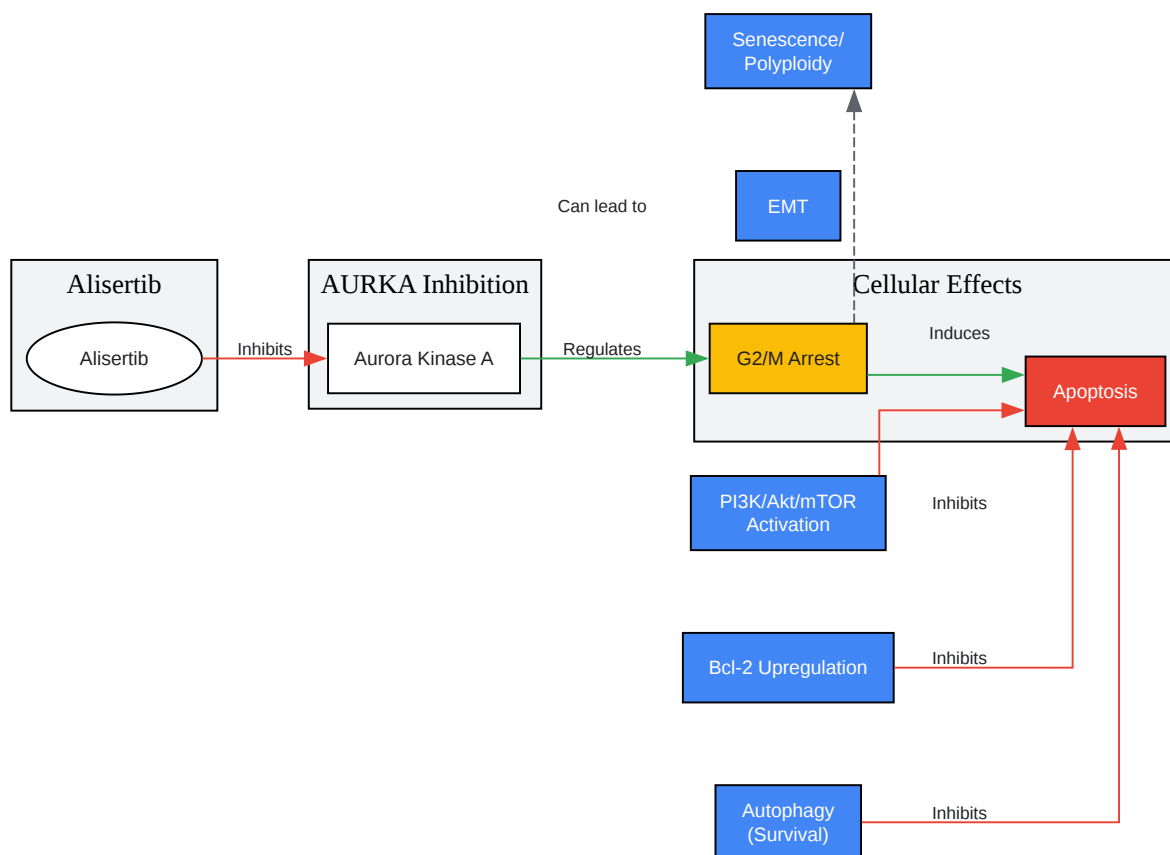 Senescence/
Polyploidy
Can lead to
EMT
Alisertib
AURKA Inhibition
Cellular Effects
Alisertib
Inhibits
Aurora Kinase A
Regulates
G2/M Arrest
Induces
Apoptosis
PI3K/Akt/mTOR
Activation
Inhibits
Bcl-2 Upregulation
Inhibits
Autophagy
(Survival)
Inhibits